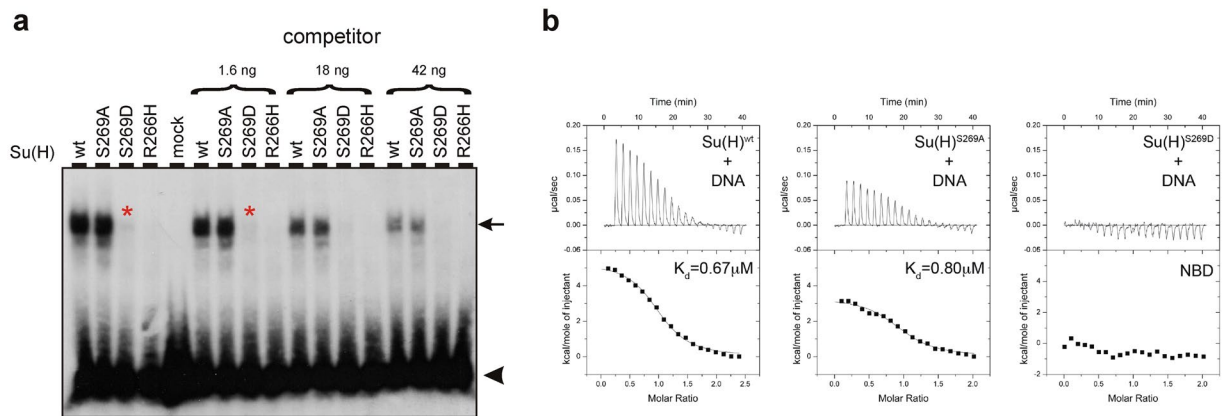 a
competitor
1.6 ng 18 ng 42 ng
Su(H) wt S269A S269D R266H mock wt S269A S269D R266H wt S269A S269D R266H wt S269A S269D R266H
*
*
b
Time (min)
0 10 20 30 40
0.20
0.15
0.10
0.05
0.00
-0.05
µcal/sec
Su(H)wt
+
DNA
6
4
2
0
kcal/mole of injectant
Kd=0.67µM
0.0 0.5 1.0 1.5 2.0 2.5
Molar Ratio
Time (min)
0 10 20 30 40
0.20
0.15
0.10
0.05
0.00
-0.05
µcal/sec
Su(H)S269A
+
DNA
6
4
2
0
kcal/mole of injectant
Kd=0.80µM
0.0 0.5 1.0 1.5 2.0
Molar Ratio
Time (min)
0 10 20 30 40
0.20
0.15
0.10
0.05
0.00
-0.05
µcal/sec
Su(H)S269D
+
DNA
6
4
2
0
kcal/mole of injectant
NBD
0.0 0.5 1.0 1.5 2.0
Molar Ratio